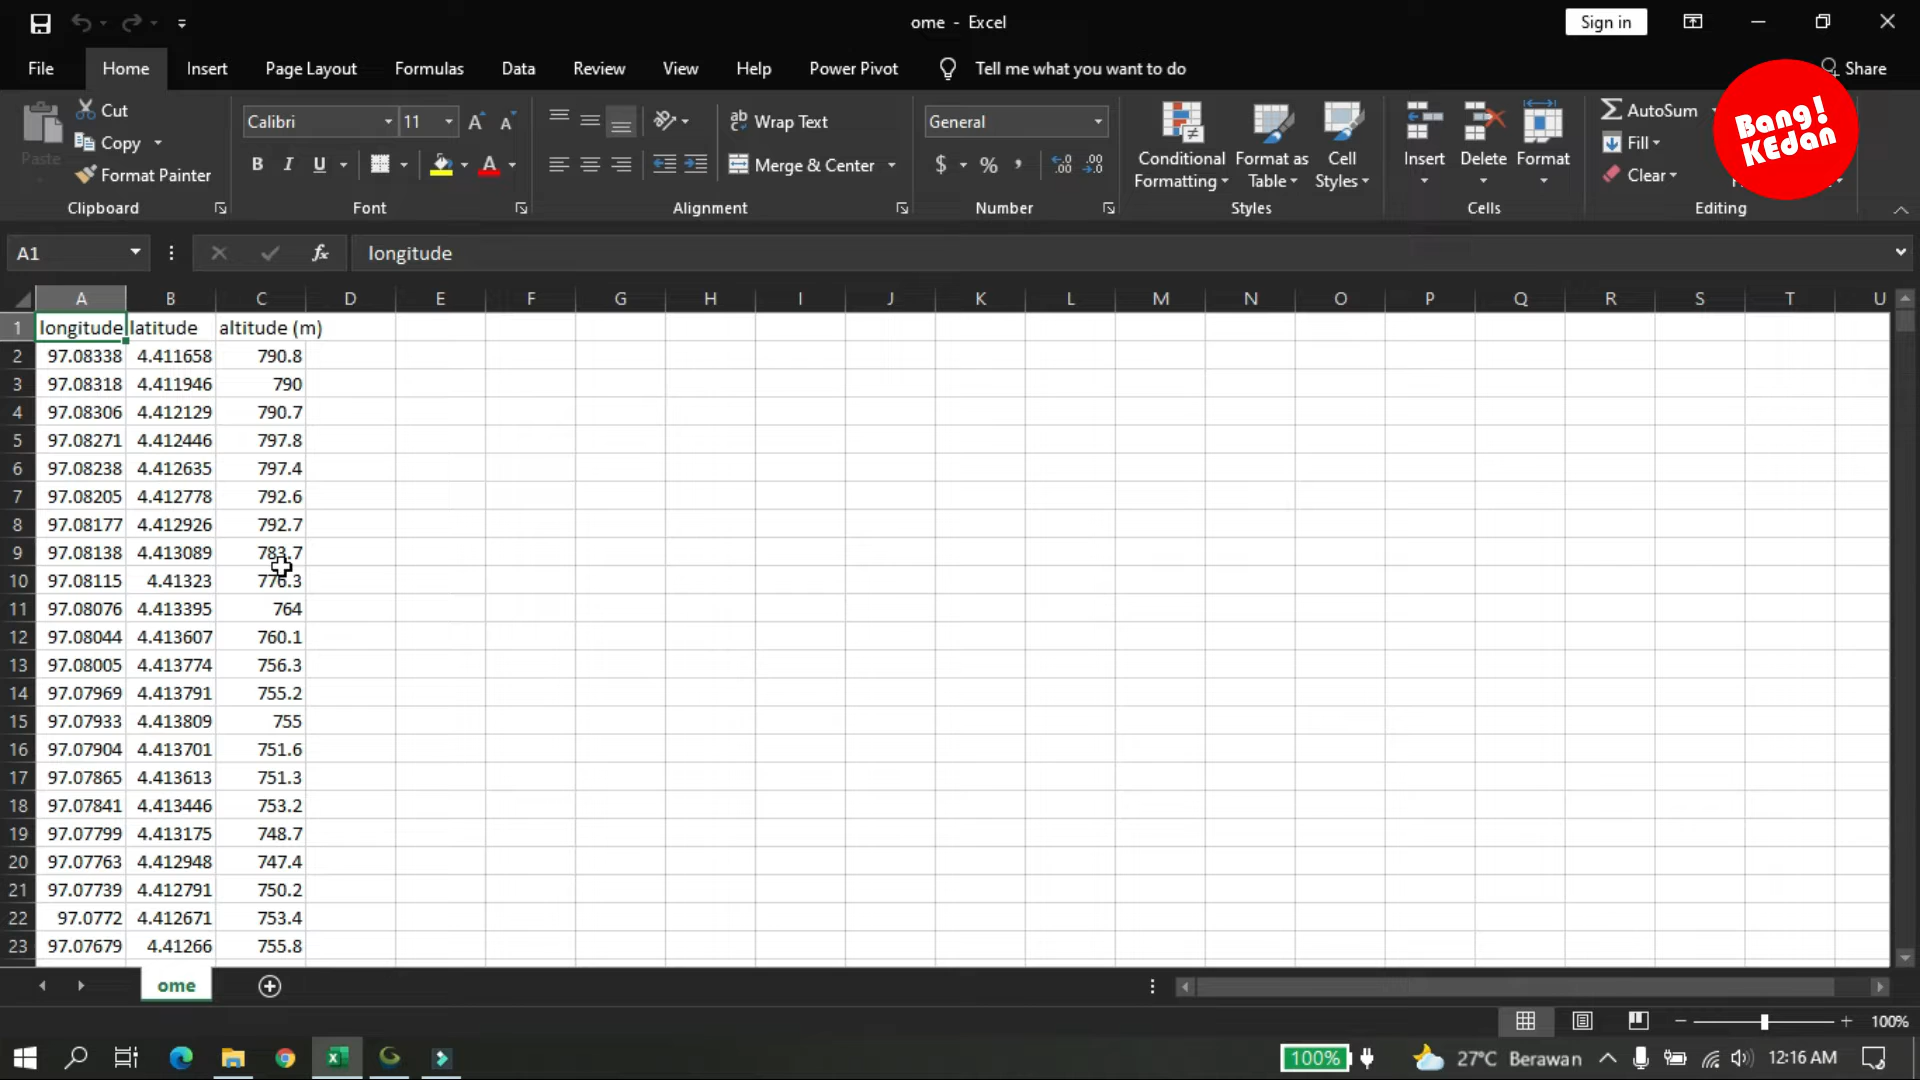 ome - Excel
Sign in
File Home Insert Page Layout Formulas Data Review View Help Power Pivot Tell me what you want to do Share
Paste
Cut
Copy
Format Painter
Clipboard
Calibri 11
B I U A
Font
Wrap Text
Merge & Center
Alignment
General
$ % ,
Number
Conditional Formatting
Format as Table
Cell Styles
Styles
Insert Delete Format
Cells
AutoSum
Fill
Clear
Editing
Bang!
KEdan
A1 fx longitude
A B C D E F G H I J K L M N O P Q R S T U
1 longitude latitude altitude (m)
2 97.08338 4.411658 790.8
3 97.08318 4.411946 790
4 97.08306 4.412129 790.7
5 97.08271 4.412446 797.8
6 97.08238 4.412635 797.4
7 97.08205 4.412778 792.6
8 97.08177 4.412926 792.7
9 97.08138 4.413089 783.7
10 97.08115 4.41323 776.3
11 97.08076 4.413395 764
12 97.08044 4.413607 760.1
13 97.08005 4.413774 756.3
14 97.07969 4.413791 755.2
15 97.07933 4.413809 755
16 97.07904 4.413701 751.6
17 97.07865 4.413613 751.3
18 97.07841 4.413446 753.2
19 97.07799 4.413175 748.7
20 97.07763 4.412948 747.4
21 97.07739 4.412791 750.2
22 97.0772 4.412671 753.4
23 97.07679 4.41266 755.8
ome
100%
100% 27°C Berawan 12:16 AM